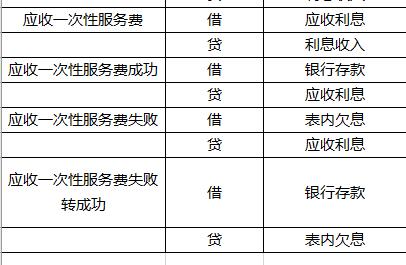 应收一次性服务费 借 应收利息
贷 利息收入
应收一次性服务费成功 借 银行存款
贷 应收利息
应收一次性服务费失败 借 表内欠息
贷 应收利息
应收一次性服务费失败
转成功 借 银行存款
贷 表内欠息